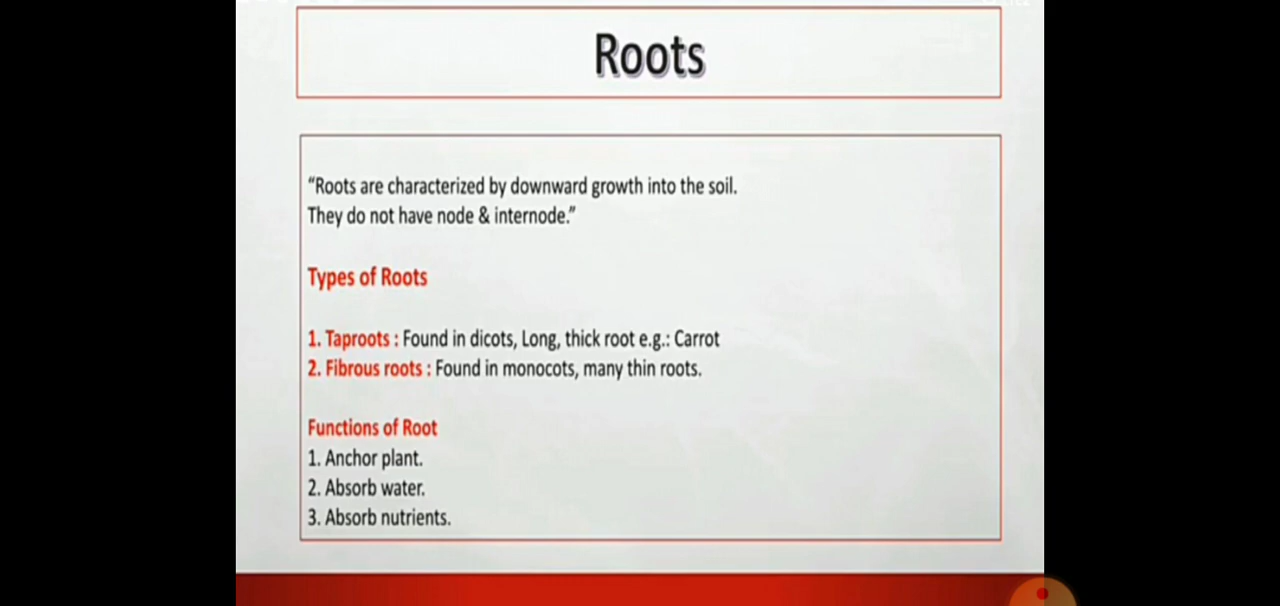 Roots
“Roots are characterized by downward growth into the soil.
They do not have node & internode.”
Types of Roots
1. Taproots : Found in dicots, Long, thick root e.g.: Carrot
2. Fibrous roots : Found in monocots, many thin roots.
Functions of Root
1. Anchor plant.
2. Absorb water.
3. Absorb nutrients.